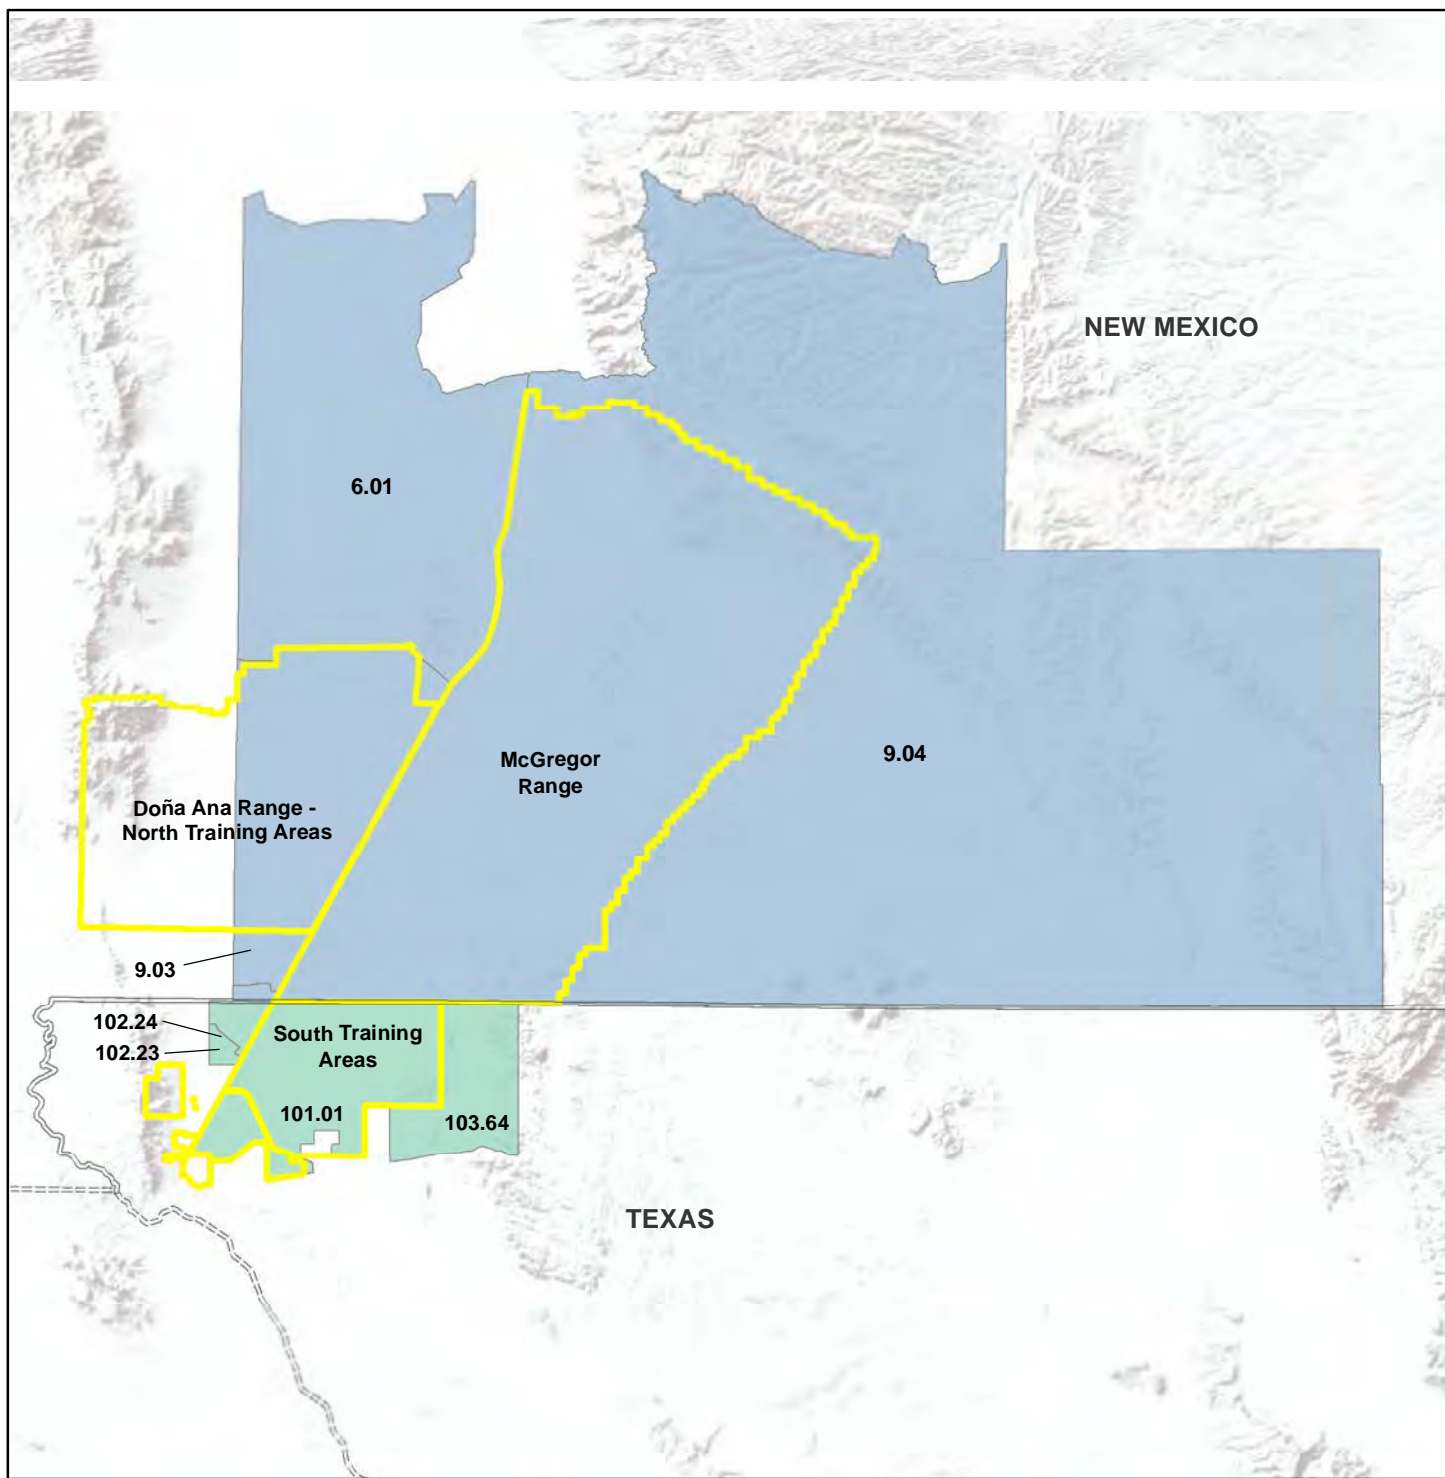 NEW MEXICO
6.01
McGregor
Range
9.04
Doña Ana Range -
North Training Areas
9.03
102.24
102.23
South Training
Areas
101.01
103.64
TEXAS